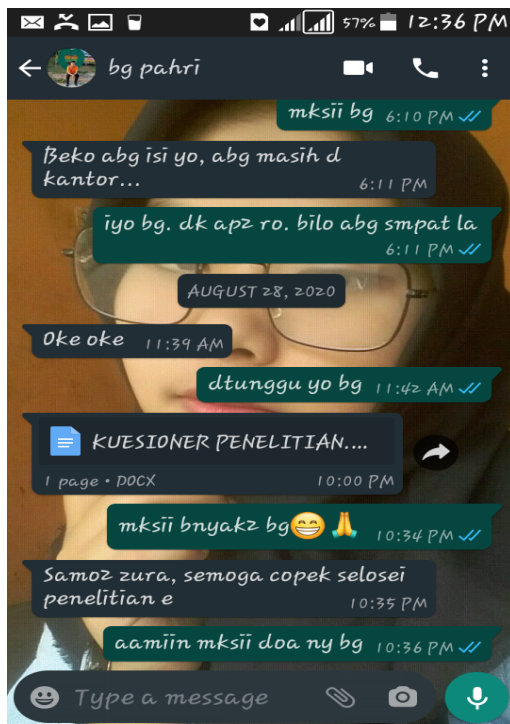 57% 12:36 PM
bg pahri
mksii bg 6:10 PM
Beko abg isi yo, abg masih d
kantor... 6:11 PM
iyo bg. dk ap2 ro. bilo abg smpat la
6:11 PM
AUGUST 28, 2020
Oke oke 11:39 AM
dtunggu yo bg 11:42 AM
KUESIONER PENELITIAN....
1 page • DOCX 10:00 PM
mksii bnyak2 bg😁🙏 10:34 PM
Samo2 zura, semoga copek selosei
penelitian e 10:35 PM
aamiin mksii doa ny bg 10:36 PM
Type a message